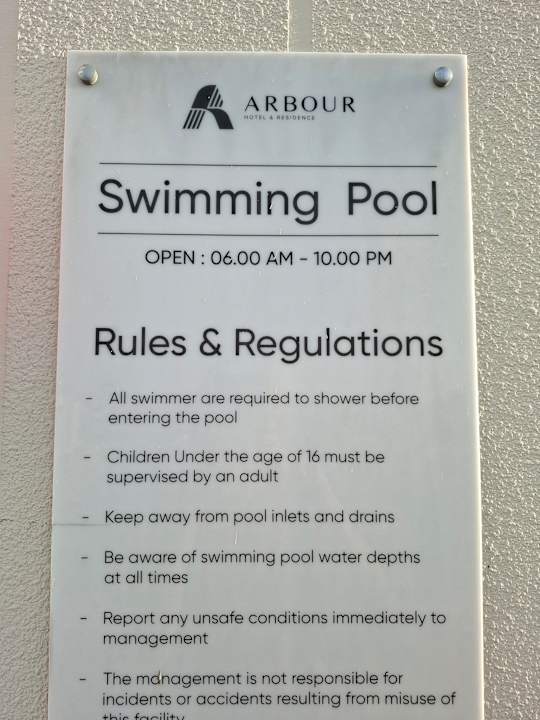 ARBOUR
HOTEL & RESIDENCE
Swimming Pool
OPEN : 06.00 AM - 10.00 PM
Rules & Regulations
- All swimmer are required to shower before
entering the pool
- Children Under the age of 16 must be
supervised by an adult
- Keep away from pool inlets and drains
- Be aware of swimming pool water depths
at all times
- Report any unsafe conditions immediately to
management
- The management is not responsible for
incidents or accidents resulting from misuse of
this facility